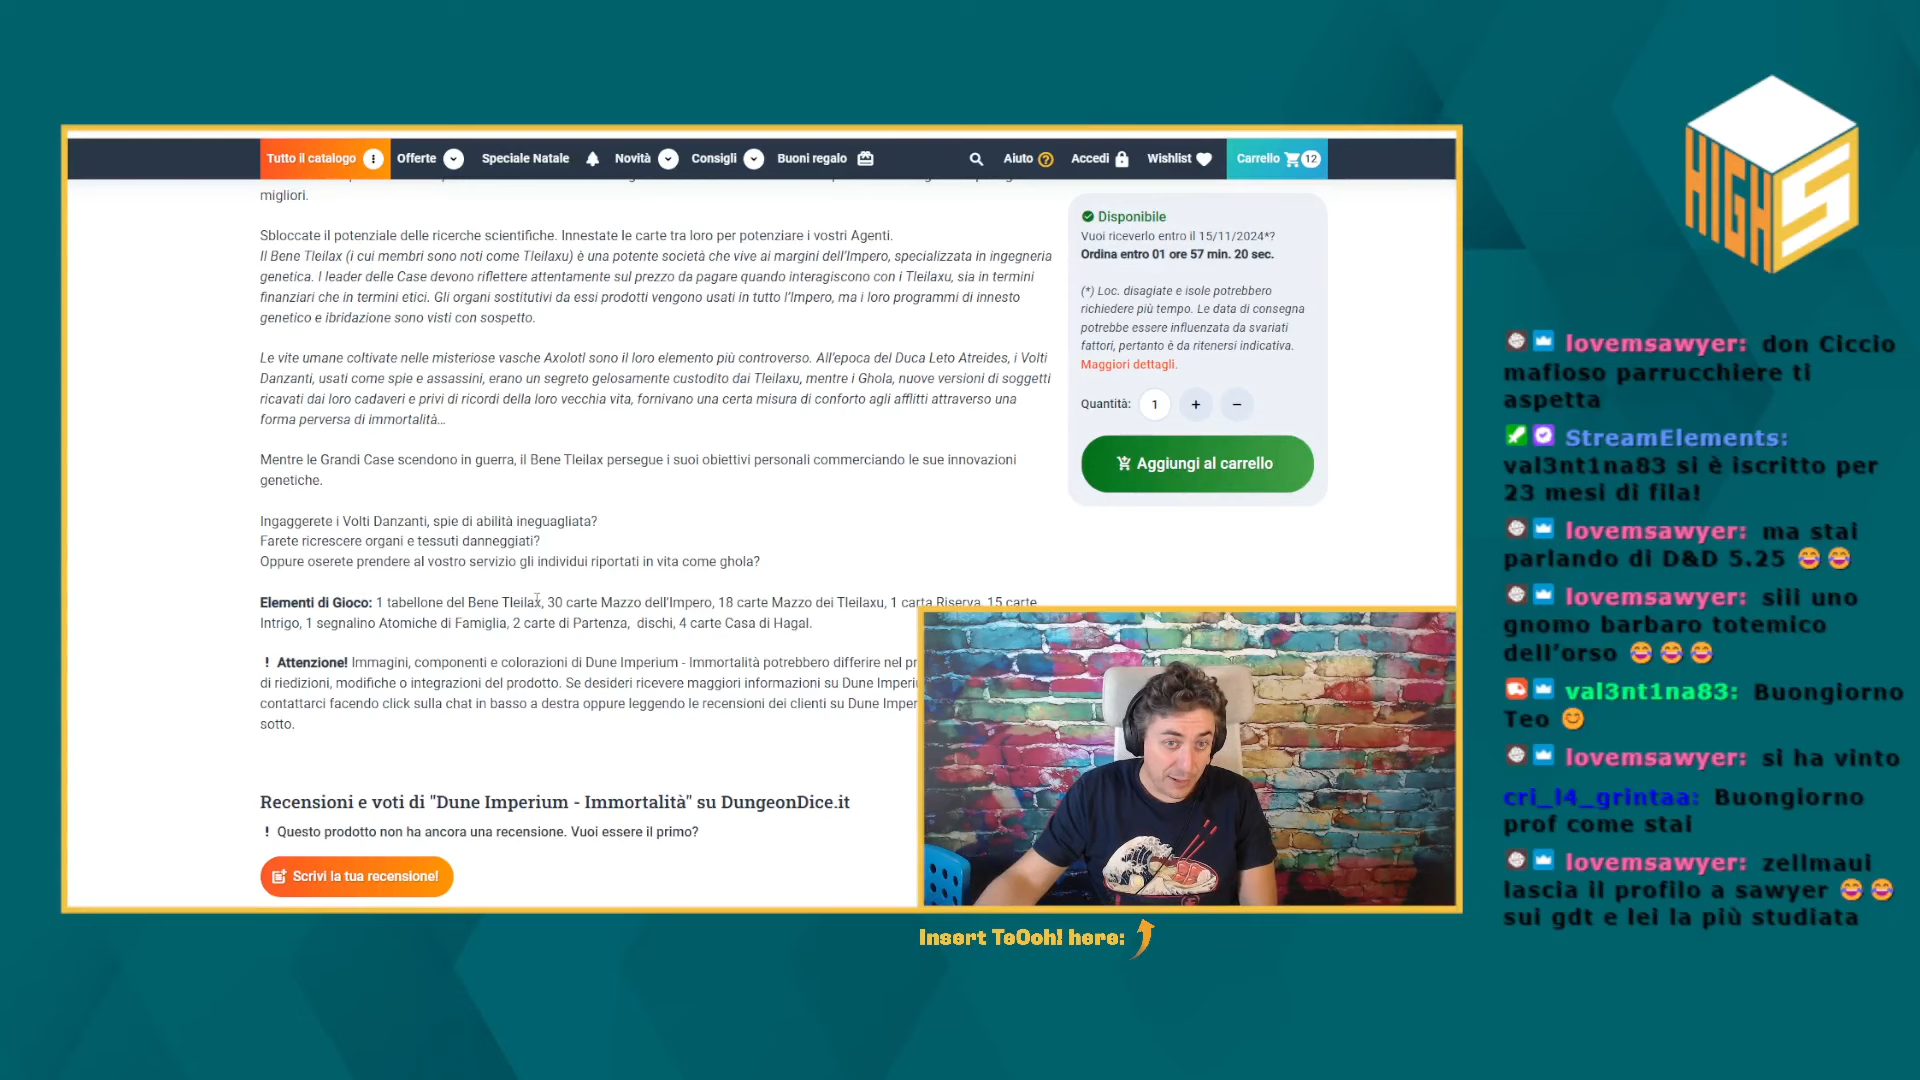 Tutto il catalogo Offerte Speciale Natale Novità Consigli Buoni regalo Aiuto Accedi Wishlist Carrello 12
migliori.
Sbloccate il potenziale delle ricerche scientifiche. Innestate le carte tra loro per potenziare i vostri Agenti.
Il Bene Tleilax (i cui membri sono noti come Tleilaxu) è una potente società che vive ai margini dell'Impero, specializzata in ingegneria
genetica. I leader delle Case devono riflettere attentamente sul prezzo da pagare quando interagiscono con i Tleilaxu, sia in termini
finanziari che in termini etici. Gli organi sostitutivi da essi prodotti vengono usati in tutto l'Impero, ma i loro programmi di innesto
genetico e ibridazione sono visti con sospetto.
Le vite umane coltivate nelle misteriose vasche Axolotl sono il loro elemento più controverso. All'epoca del Duca Leto Atreides, i Volti
Danzanti, usati come spie e assassini, erano un segreto gelosamente custodito dai Tleilaxu, mentre i Ghola, nuove versioni di soggetti
ricavati dai loro cadaveri e privi di ricordi della loro vecchia vita, fornivano una certa misura di conforto agli afflitti attraverso una
forma perversa di immortalità...
Mentre le Grandi Case scendono in guerra, il Bene Tleilax persegue i suoi obiettivi personali commerciando le sue innovazioni
genetiche.
Ingaggerete i Volti Danzanti, spie di abilità ineguagliata?
Farete ricrescere organi e tessuti danneggiati?
Oppure oserete prendere al vostro servizio gli individui riportati in vita come ghola?
Elementi di Gioco: 1 tabellone del Bene Tleilax, 30 carte Mazzo dell'Impero, 18 carte Mazzo dei Tleilaxu, 1 carta Riserva, 15 carte
Intrigo, 1 segnalino Atomiche di Famiglia, 2 carte di Partenza, dischi, 4 carte Casa di Hagal.
! Attenzione! Immagini, componenti e colorazioni di Dune Imperium - Immortalità potrebbero differire nel pr
di riedizioni, modifiche o integrazioni del prodotto. Se desideri ricevere maggiori informazioni su Dune Imperiu
contattarci facendo click sulla chat in basso a destra oppure leggendo le recensioni dei clienti su Dune Imper
sotto.
Recensioni e voti di "Dune Imperium - Immortalità" su DungeonDice.it
! Questo prodotto non ha ancora una recensione. Vuoi essere il primo?
Scrivi la tua recensione!
Disponibile
Vuoi riceverlo entro il 15/11/2024*?
Ordina entro 01 ore 57 min. 20 sec.
(*) Loc. disagiate e isole potrebbero
richiedere più tempo. Le data di consegna
potrebbe essere influenzata da svariati
fattori, pertanto è da ritenersi indicativa.
Maggiori dettagli.
Quantità: 1 + −
Aggiungi al carrello
Insert TeOoh! here:
HIGH 5
lovemsawyer: don Ciccio
mafioso parrucchiere ti
aspetta
StreamElements:
val3nt1na83 si è iscritto per
23 mesi di fila!
lovemsawyer: ma stai
parlando di D&D 5.25 😂 😂
lovemsawyer: siii uno
gnomo barbaro totemico
dell'orso 😂 😂 😂
val3nt1na83: Buongiorno
Teo 😊
lovemsawyer: si ha vinto
cri_l4_grintaa: Buongiorno
prof come stai
lovemsawyer: zellmaui
lascia il profilo a sawyer 😂 😂
sui gdt e lei la più studiata